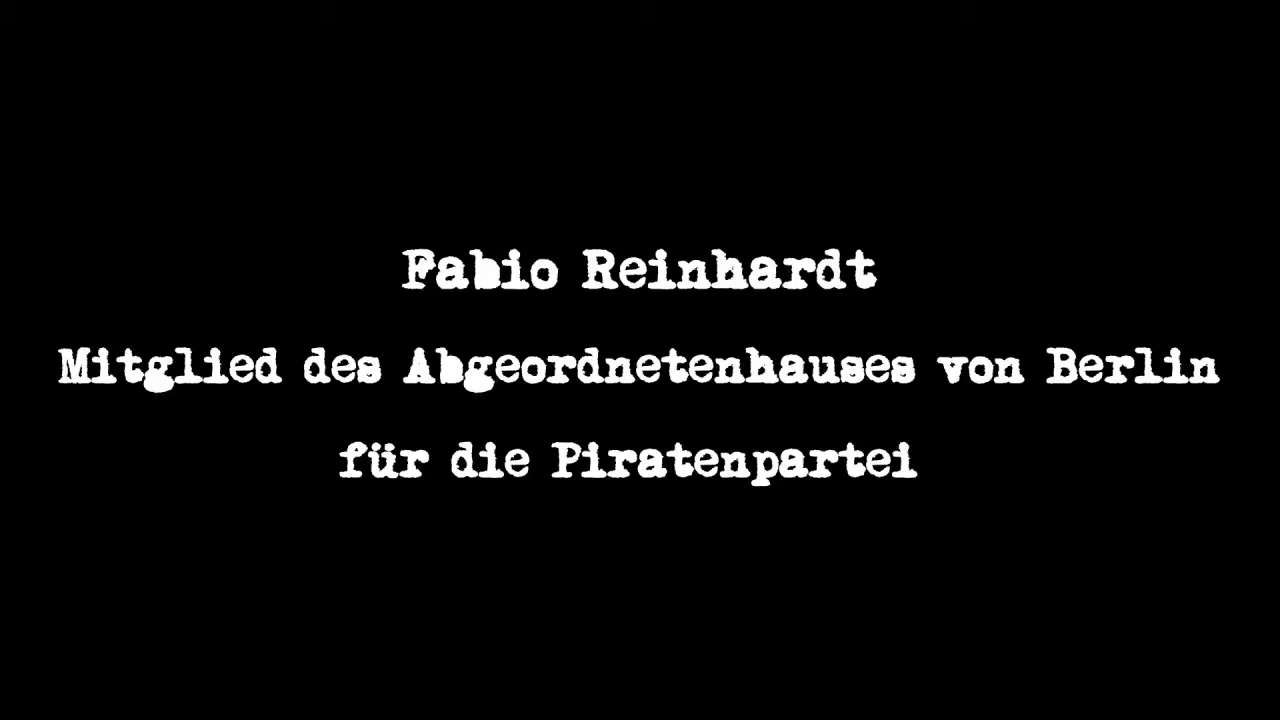 Fabio Reinhardt
Mitglied des Abgeordnetenhauses von Berlin
für die Piratenpartei